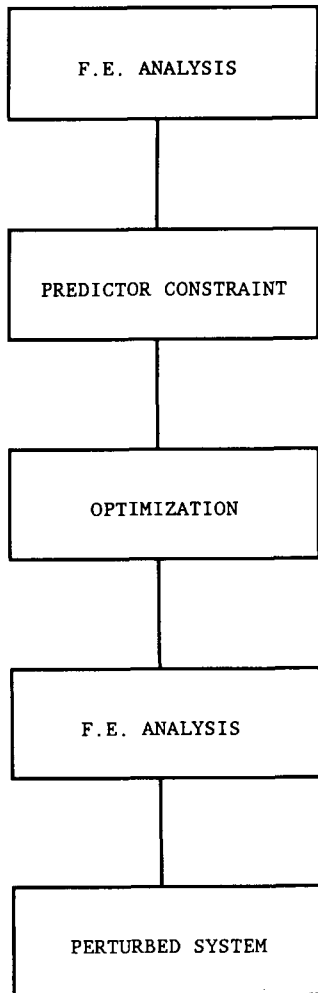 F.E. ANALYSIS
PREDICTOR CONSTRAINT
OPTIMIZATION
F.E. ANALYSIS
PERTURBED SYSTEM